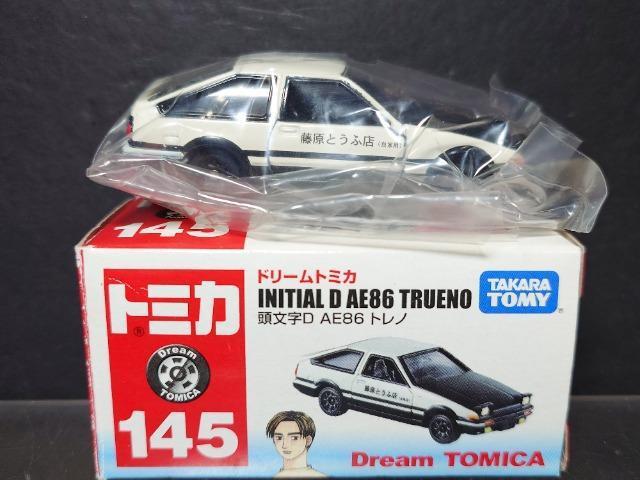 藤原とうふ店（自家用）
145
トミカ
Dream
TOMICA
145
ドリームトミカ
INITIAL D AE86 TRUENO
頭文字D AE86 トレノ
TAKARA
TOMY
藤原とうふ店
Dream TOMICA